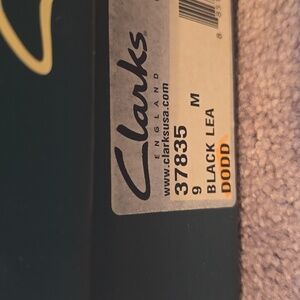 Clarks
ENGLAND
www.clarksusa.com
37835 M
9
BLACK LEA
DODD